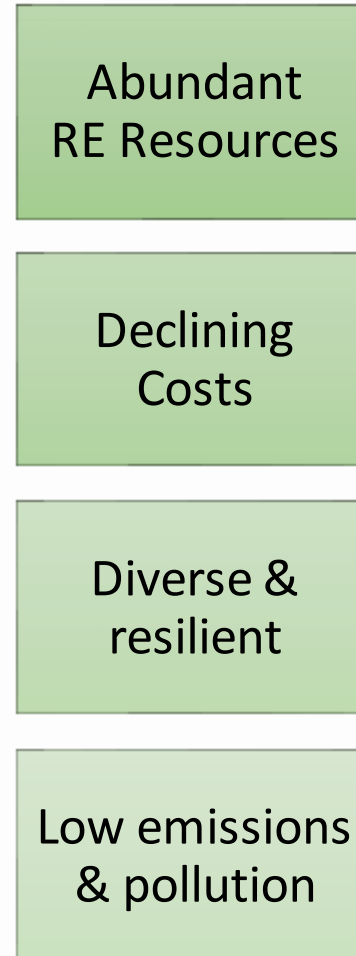 Abundant
RE Resources
Declining
Costs
Diverse &
resilient
Low emissions
& pollution